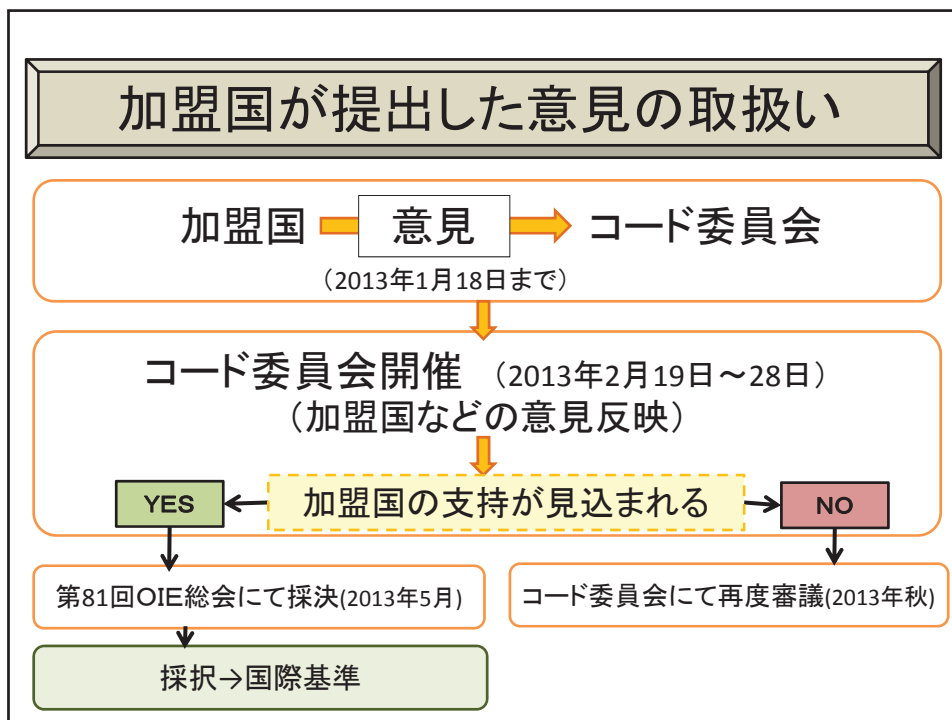 加盟国が提出した意見の取扱い
加盟国 意見 コード委員会
（2013年1月18日まで）
コード委員会開催 （2013年2月19日～28日）
（加盟国などの意見反映）
YES 加盟国の支持が見込まれる NO
第81回OIE総会にて採決(2013年5月)
コード委員会にて再度審議(2013年秋)
採択→国際基準